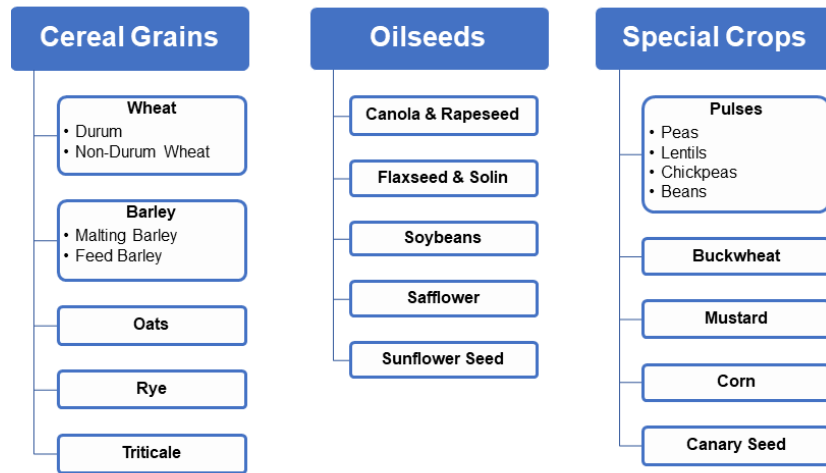 Cereal Grains
Wheat
• Durum
• Non-Durum Wheat
Barley
• Malting Barley
• Feed Barley
Oats
Rye
Triticale
Oilseeds
Canola & Rapeseed
Flaxseed & Solin
Soybeans
Safflower
Sunflower Seed
Special Crops
Pulses
• Peas
• Lentils
• Chickpeas
• Beans
Buckwheat
Mustard
Corn
Canary Seed